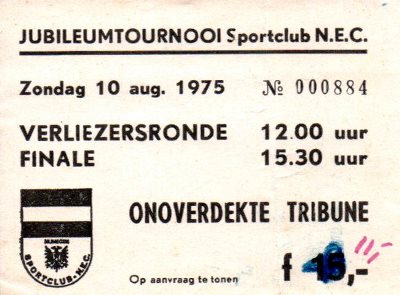 JUBILEUMTOURNOOI Sportclub N.E.C.
Zondag 10 aug. 1975 № 000884
VERLIEZERSRONDE 12.00 uur
FINALE 15.30 uur
NIJMEGEN
SPORTCLUB-N.E.C.
ONOVERDEKTE TRIBUNE
f 15,-
Op aanvraag te tonen